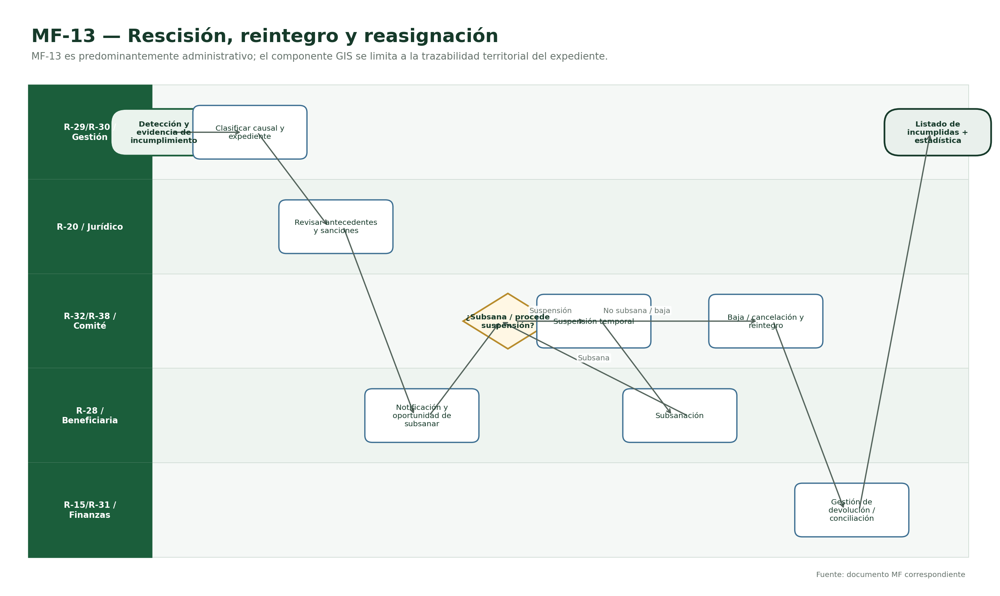 MF-13 — Rescisión, reintegro y reasignación
MF-13 es predominantemente administrativo; el componente GIS se limita a la trazabilidad territorial del expediente.
R-29/R-30 /
Gestión
Detección y
evidencia de
incumplimiento
Clasificar causal y
expediente
Listado de
incumplidas +
estadística
R-20 / Jurídico
Revisar antecedentes
y sanciones
R-32/R-38 /
Comité
¿Subsana / procede
suspensión?
Suspensión
Suspensión temporal
No subsana / baja
Baja / cancelación y
reintegro
Subsana
R-28 /
Beneficiaria
Notificación y
oportunidad de
subsanar
Subsanación
R-15/R-31 /
Finanzas
Gestión de
devolución /
conciliación
Fuente: documento MF correspondiente